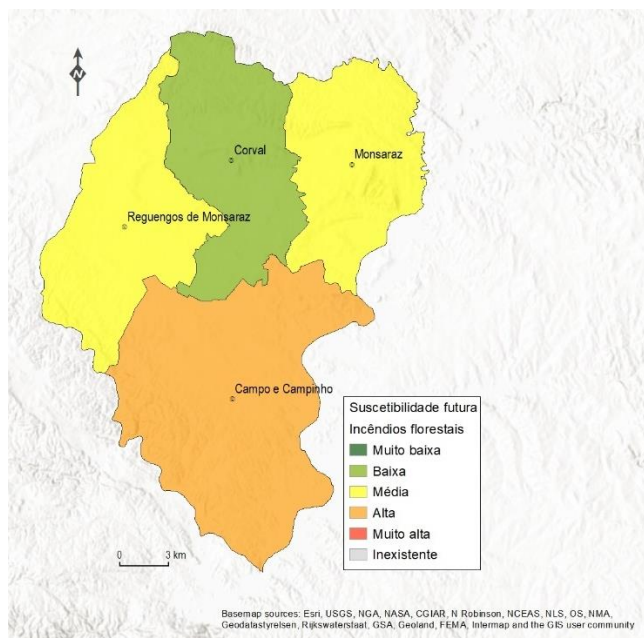 N
Corval
Monsaraz
Reguengos de Monsaraz
Campo e Campinho
Suscetibilidade futura
Incêndios florestais
Muito baixa
Baixa
Média
Alta
Muito alta
Inexistente
0 3 km
Basemap sources: Esri, USGS, NGA, NASA, CGIAR, N Robinson, NCEAS, NLS, OS, NMA,
Geodatastyrelsen, Rijkswaterstaat, GSA, Geoland, FEMA, Intermap and the GIS user community